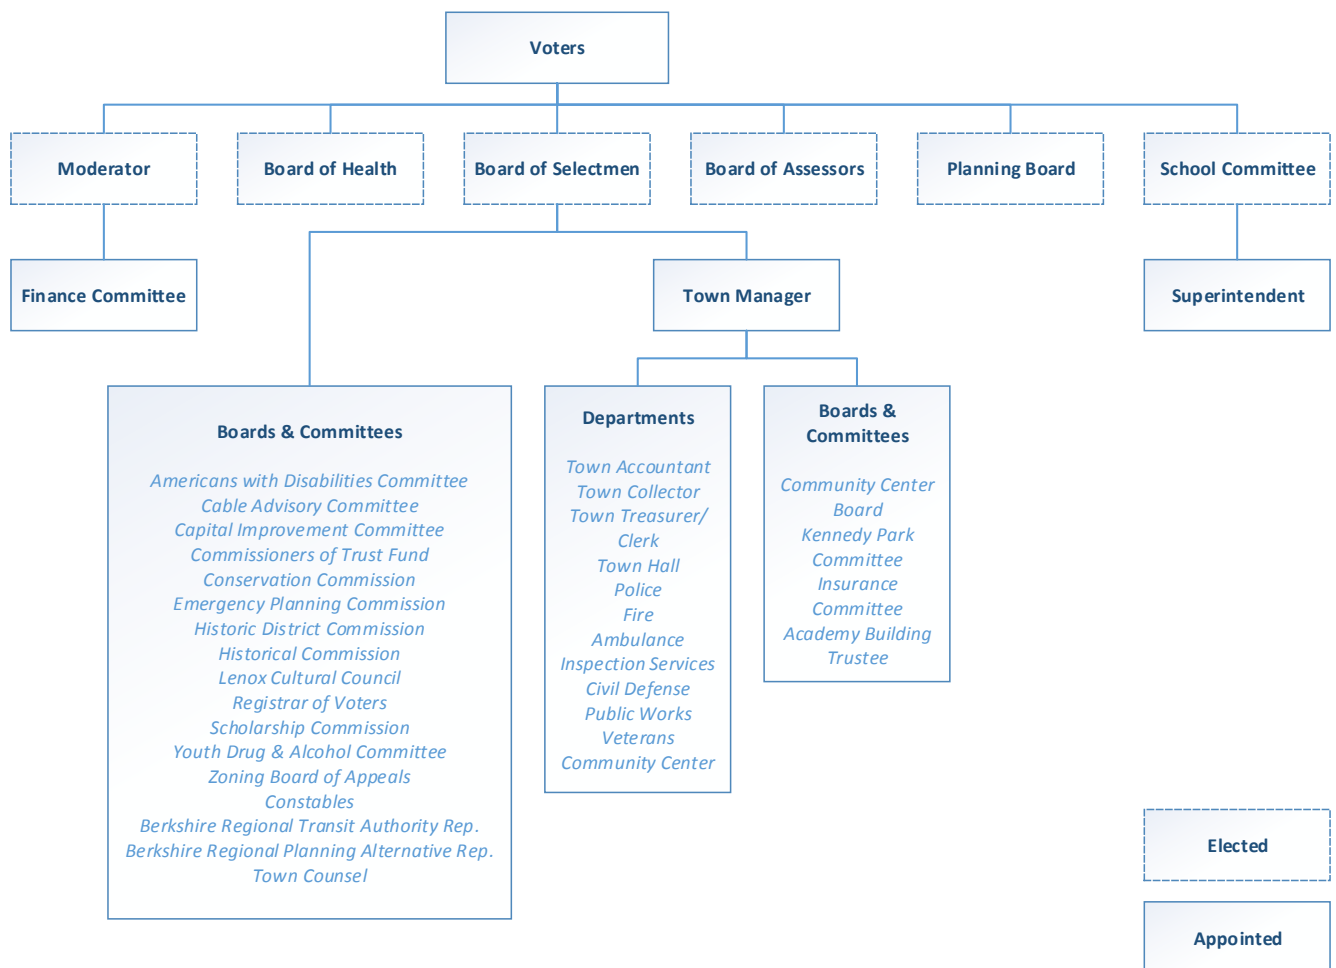 Voters
Moderator
Board of Health
Board of Selectmen
Board of Assessors
Planning Board
School Committee
Finance Committee
Town Manager
Superintendent
Boards & Committees
Americans with Disabilities Committee
Cable Advisory Committee
Capital Improvement Committee
Commissioners of Trust Fund
Conservation Commission
Emergency Planning Commission
Historic District Commission
Historical Commission
Lenox Cultural Council
Registrar of Voters
Scholarship Commission
Youth Drug & Alcohol Committee
Zoning Board of Appeals
Constables
Berkshire Regional Transit Authority Rep.
Berkshire Regional Planning Alternative Rep.
Town Counsel
Departments
Town Accountant
Town Collector
Town Treasurer/
Clerk
Town Hall
Police
Fire
Ambulance
Inspection Services
Civil Defense
Public Works
Veterans
Community Center
Boards &
Committees
Community Center
Board
Kennedy Park
Committee
Insurance
Committee
Academy Building
Trustee
Elected
Appointed